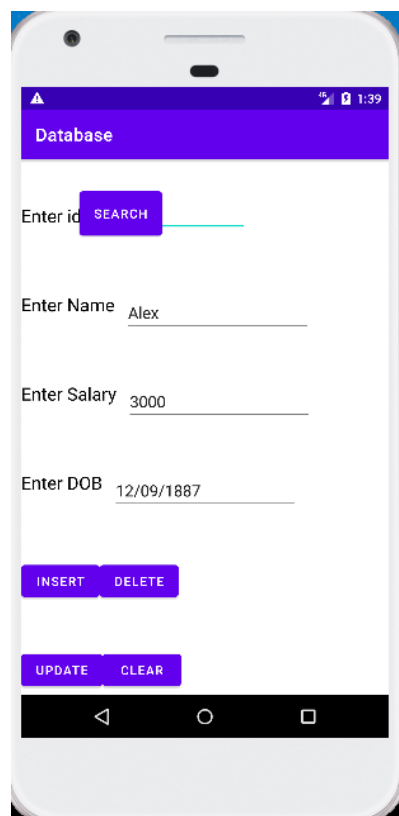 1:39
Database
Enter id SEARCH
Enter Name Alex
Enter Salary 3000
Enter DOB 12/09/1887
INSERT DELETE
UPDATE CLEAR